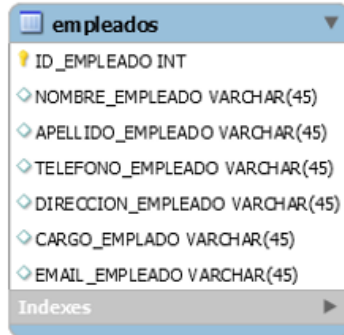 empleados
ID_EMPLEADO INT
NOMBRE_EMPLEADO VARCHAR(45)
APELLIDO_EMPLEADO VARCHAR(45)
TELEFONO_EMPLEADO VARCHAR(45)
DIRECCION_EMPLEADO VARCHAR(45)
CARGO_EMPLADO VARCHAR(45)
EMAIL_EMPLEADO VARCHAR(45)
Indexes